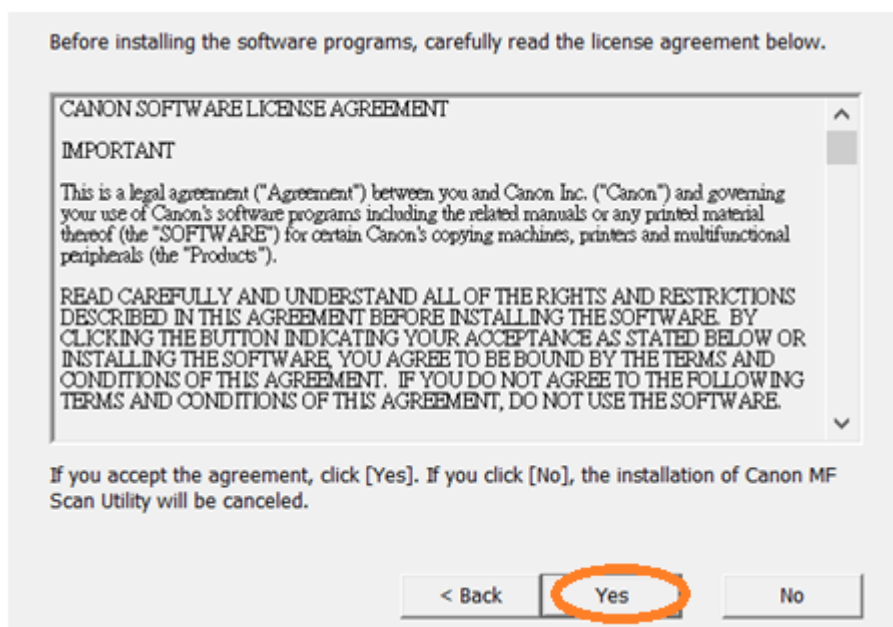 Before installing the software programs, carefully read the license agreement below.
CANON SOFTWARE LICENSE AGREEMENT
IMPORTANT
This is a legal agreement ("Agreement") between you and Canon Inc. ("Canon") and governing
your use of Canon's software programs including the related manuals or any printed material
thereof (the "SOFTWARE") for certain Canon's copying machines, printers and multifunctional
peripherals (the "Products").
READ CAREFULLY AND UNDERSTAND ALL OF THE RIGHTS AND RESTRICTIONS
DESCRIBED IN THIS AGREEMENT BEFORE INSTALLING THE SOFTWARE. BY
CLICKING THE BUTTON INDICATING YOUR ACCEPTANCE AS STATED BELOW OR
INSTALLING THE SOFTWARE, YOU AGREE TO BE BOUND BY THE TERMS AND
CONDITIONS OF THIS AGREEMENT. IF YOU DO NOT AGREE TO THE FOLLOWING
TERMS AND CONDITIONS OF THIS AGREEMENT, DO NOT USE THE SOFTWARE.
If you accept the agreement, click [Yes]. If you click [No], the installation of Canon MF
Scan Utility will be canceled.
< Back Yes No